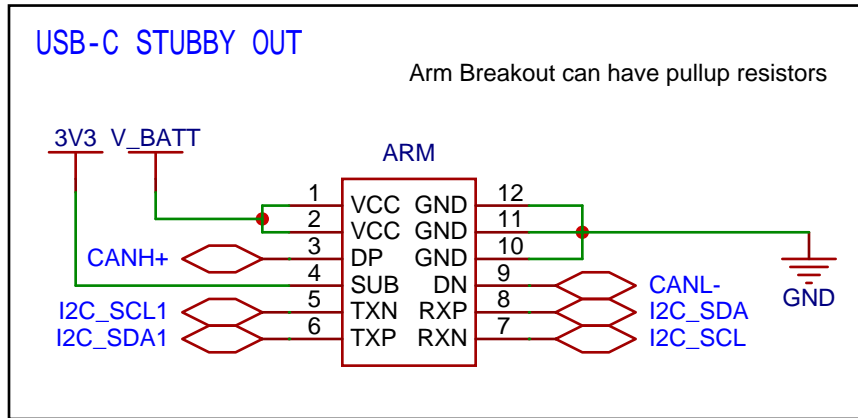 USB-C STUBBY OUT
Arm Breakout can have pullup resistors
3V3 V_BATT
ARM
1 VCC GND 12
2 VCC GND 11
CANH+ 3 DP GND 10
4 SUB DN 9 CANL-
I2C_SCL1 5 TXN RXP 8 I2C_SDA
I2C_SDA1 6 TXP RXN 7 I2C_SCL
GND